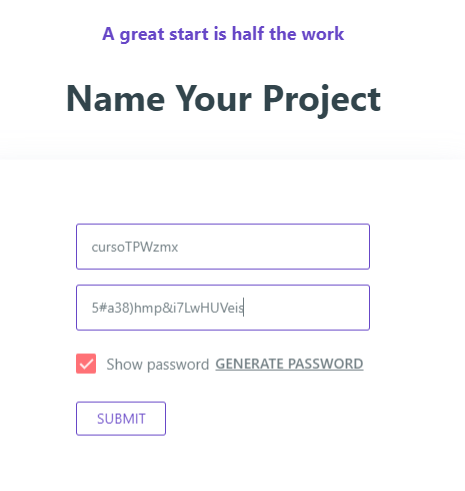 A great start is half the work
Name Your Project
cursoTPWzmx
5#a38)hmp&i7LwHUVeis
Show password GENERATE PASSWORD
SUBMIT